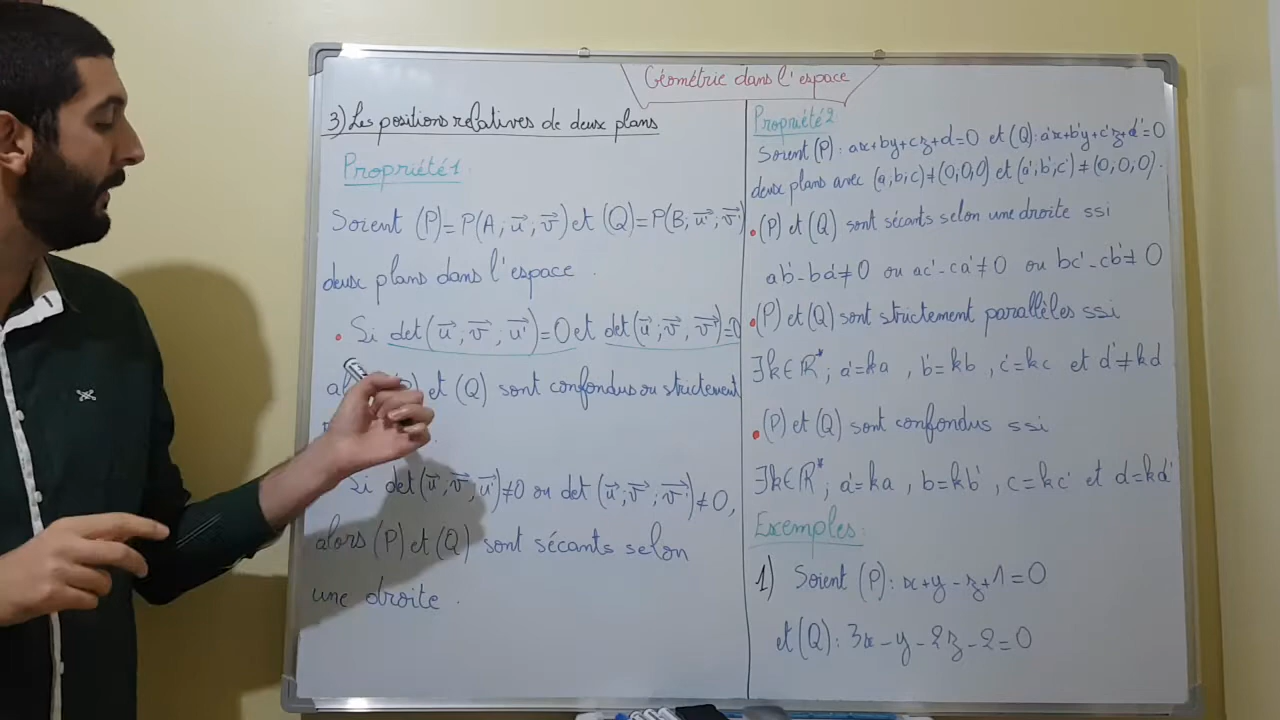 Géométrie dans l'espace
3) Les positions relatives de deux plans
Propriété 1
Soient (P)=P(A; u⃗; v⃗) et (Q)=P(B; u⃗'; v⃗')
deux plans dans l'espace.
• Si det(u⃗; v⃗; u⃗')=0 et det(u⃗; v⃗; v⃗')=0
et (Q) sont confondus ou strictement
Si det(u⃗; v⃗; u⃗')≠0 ou det(u⃗; v⃗; v⃗')≠0,
alors (P) et (Q) sont sécants selon
une droite.
Propriété 2
Soient (P): ax+by+cz+d=0 et (Q): a'x+b'y+c'z+d'=0
deux plans avec (a,b,c)≠(0,0,0) et (a',b',c')≠(0,0,0).
• (P) et (Q) sont sécants selon une droite ssi
ab'-ba'≠0 ou ac'-ca'≠0 ou bc'-cb'≠0
• (P) et (Q) sont strictement parallèles ssi
∃k∈ℝ*; a'=ka, b'=kb, c'=kc et d'≠kd
• (P) et (Q) sont confondus ssi
∃k∈ℝ*; a'=ka, b=kb', c=kc' et d=kd'
Exemples:
1) Soient (P): x+y-z+1=0
et (Q): 3x-y-2z-2=0